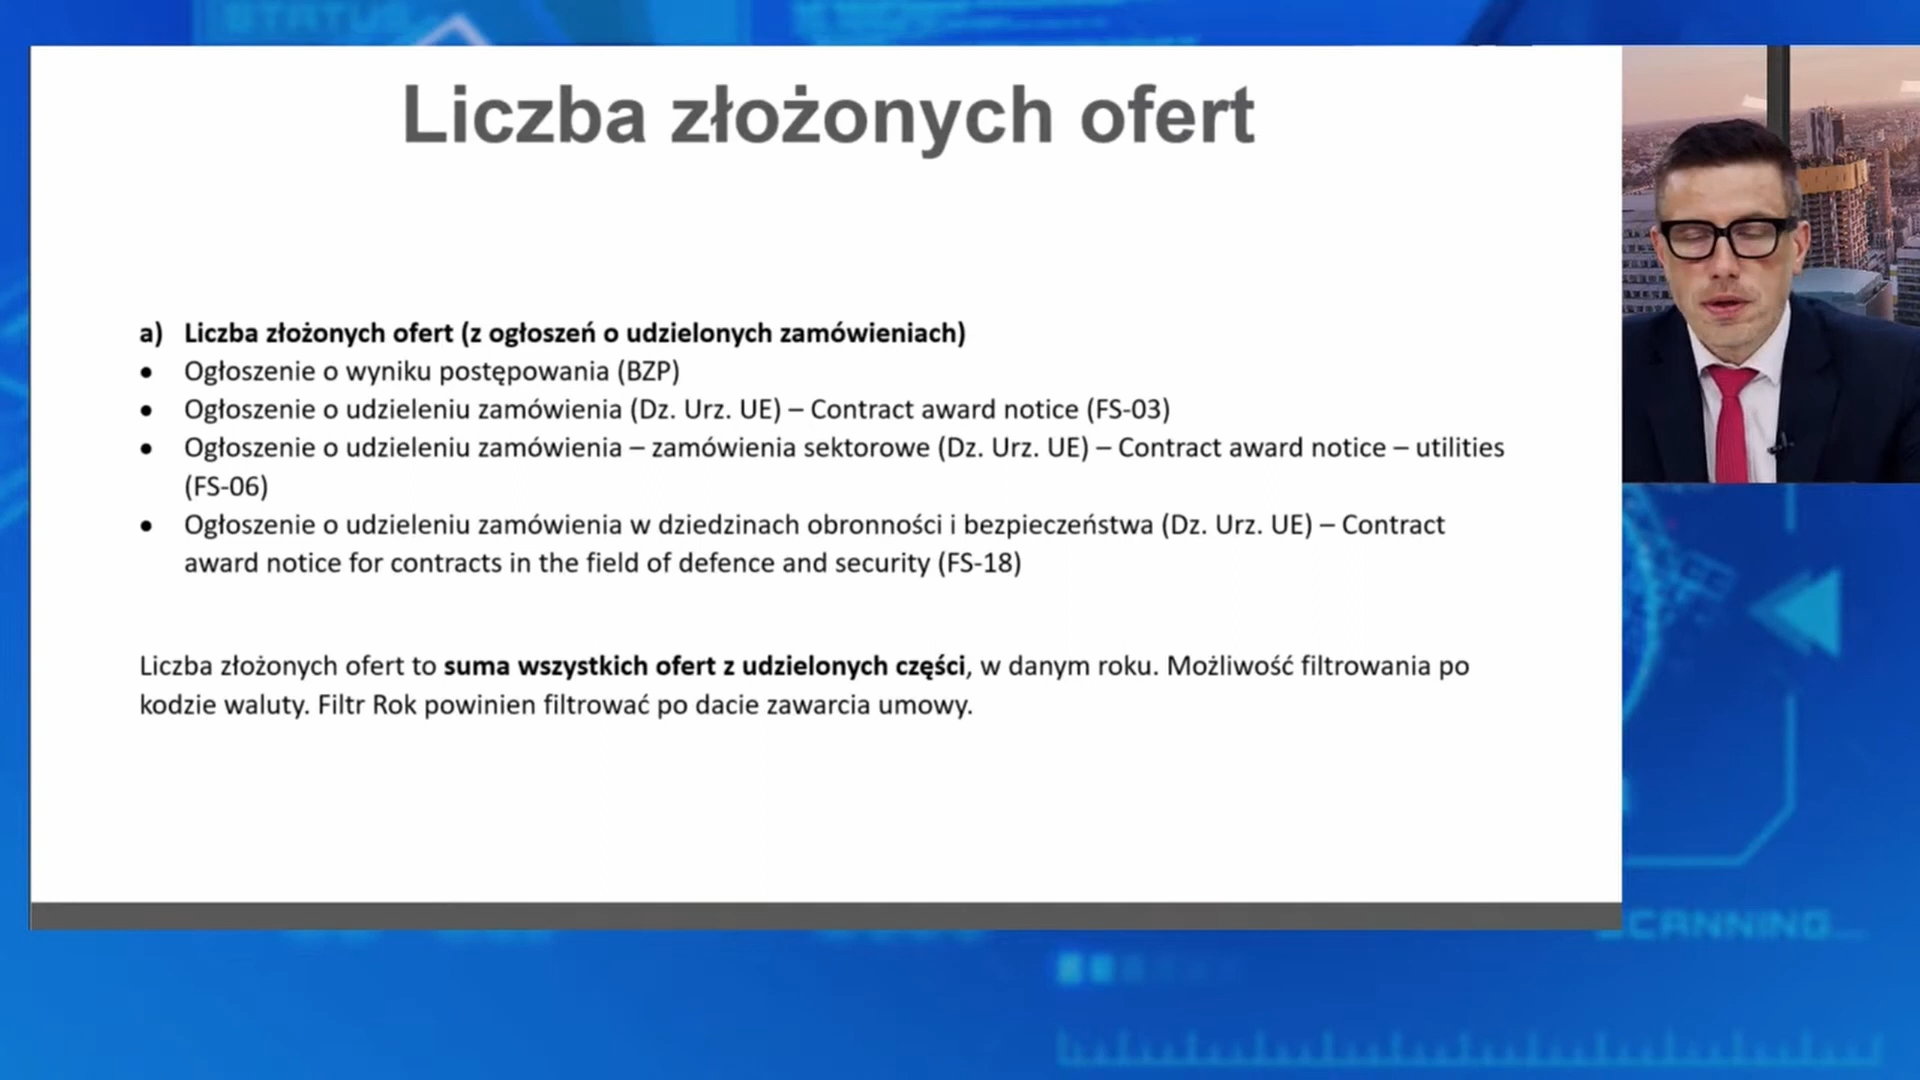 STATUS
Liczba złożonych ofert
a) Liczba złożonych ofert (z ogłoszeń o udzielonych zamówieniach)
• Ogłoszenie o wyniku postępowania (BZP)
• Ogłoszenie o udzieleniu zamówienia (Dz. Urz. UE) – Contract award notice (FS-03)
• Ogłoszenie o udzieleniu zamówienia – zamówienia sektorowe (Dz. Urz. UE) – Contract award notice – utilities
(FS-06)
• Ogłoszenie o udzieleniu zamówienia w dziedzinach obronności i bezpieczeństwa (Dz. Urz. UE) – Contract
award notice for contracts in the field of defence and security (FS-18)
Liczba złożonych ofert to suma wszystkich ofert z udzielonych części, w danym roku. Możliwość filtrowania po
kodzie waluty. Filtr Rok powinien filtrować po dacie zawarcia umowy.
SCANNING...